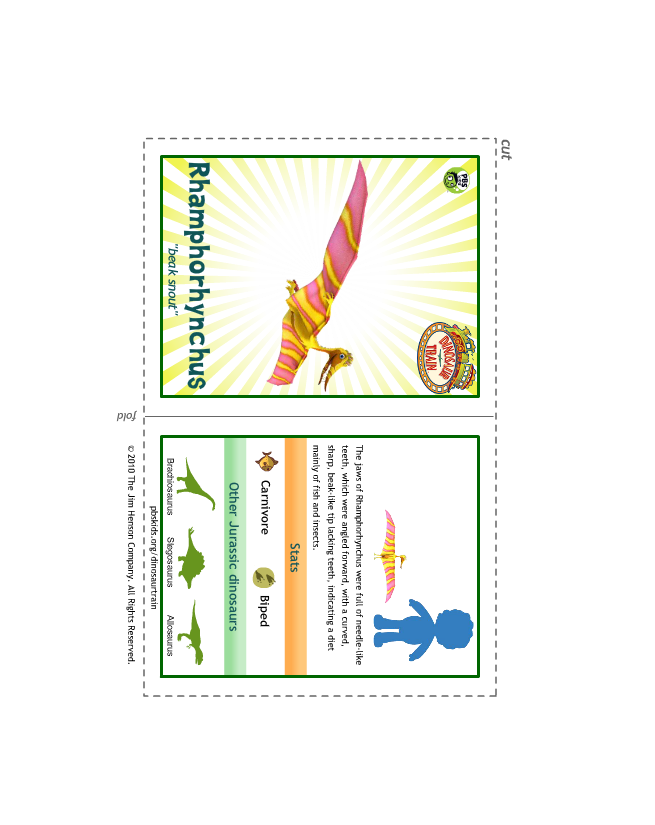 cut
PBS
KIDS
DINOSAUR
TRAIN
Rhamphorhynchus
"beak snout"
fold
The jaws of Rhamphorhynchus were full of needle-like
teeth, which were angled forward, with a curved,
sharp, beak-like tip lacking teeth, indicating a diet
mainly of fish and insects.
Stats
Carnivore
Biped
Other Jurassic dinosaurs
Brachiosaurus
Stegosaurus
Allosaurus
pbskids.org/dinosaurtrain
© 2010 The Jim Henson Company. All Rights Reserved.